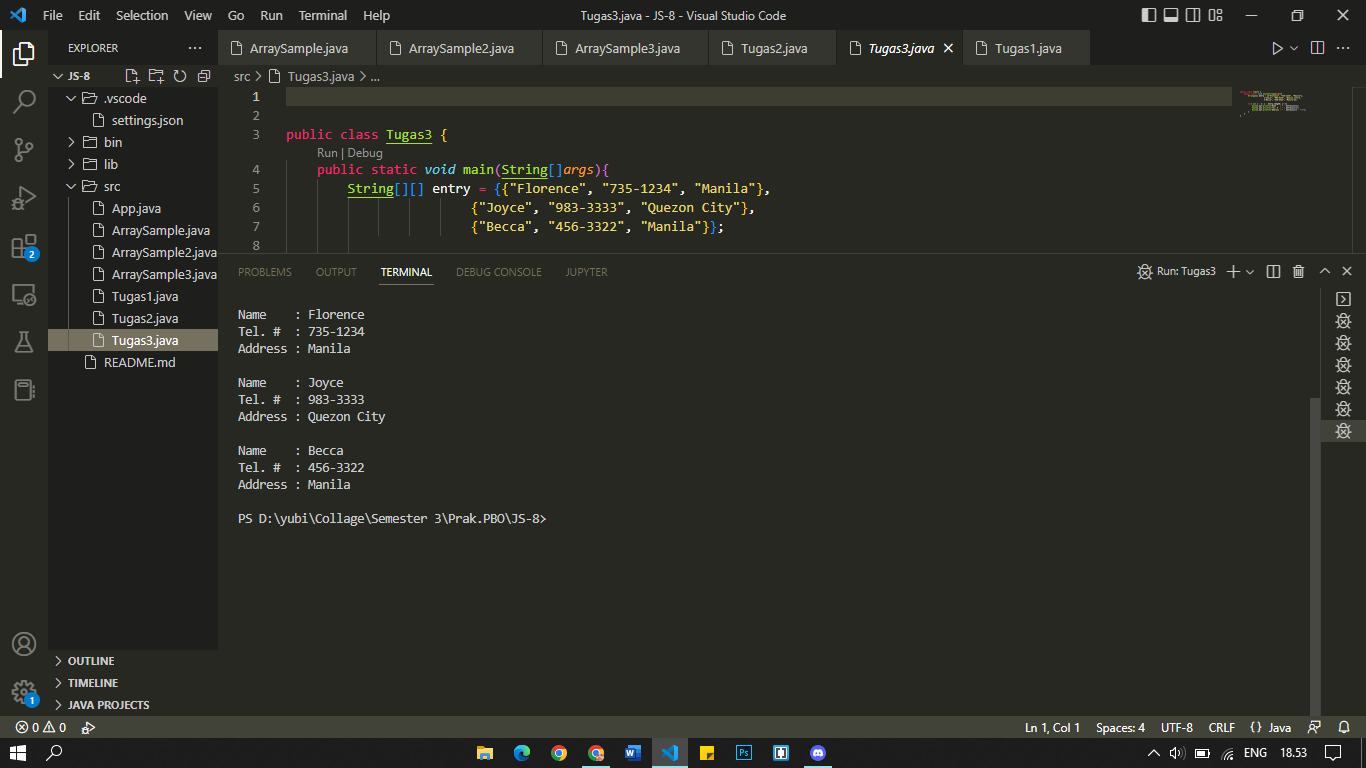 File Edit Selection View Go Run Terminal Help Tugas3.java - JS-8 - Visual Studio Code
EXPLORER
ArraySample.java ArraySample2.java ArraySample3.java Tugas2.java Tugas3.java Tugas1.java
JS-8
.vscode
settings.json
bin
lib
src
App.java
ArraySample.java
ArraySample2.java
ArraySample3.java
Tugas1.java
Tugas2.java
Tugas3.java
README.md
OUTLINE
TIMELINE
JAVA PROJECTS
src > Tugas3.java > ...
1
2
3 public class Tugas3 {
Run | Debug
4 public static void main(String[]args){
5 String[][] entry = {{"Florence", "735-1234", "Manila"},
6 {"Joyce", "983-3333", "Quezon City"},
7 {"Becca", "456-3322", "Manila"}};
8
PROBLEMS OUTPUT TERMINAL DEBUG CONSOLE JUPYTER Run: Tugas3
Name : Florence
Tel. # : 735-1234
Address : Manila
Name : Joyce
Tel. # : 983-3333
Address : Quezon City
Name : Becca
Tel. # : 456-3322
Address : Manila
PS D:\yubi\Collage\Semester 3\Prak.PBO\JS-8>
2
1
0 0 Ln 1, Col 1 Spaces: 4 UTF-8 CRLF {} Java
ENG 18.53